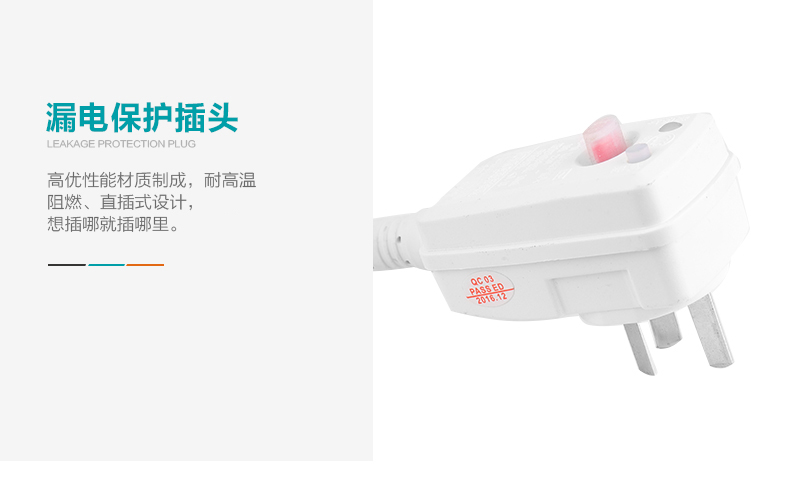 漏电保护插头
LEAKAGE PROTECTION PLUG
高优性能材质制成，耐高温
阻燃、直插式设计，
想插哪就插哪里。
QC 03
PASSED
2016.12